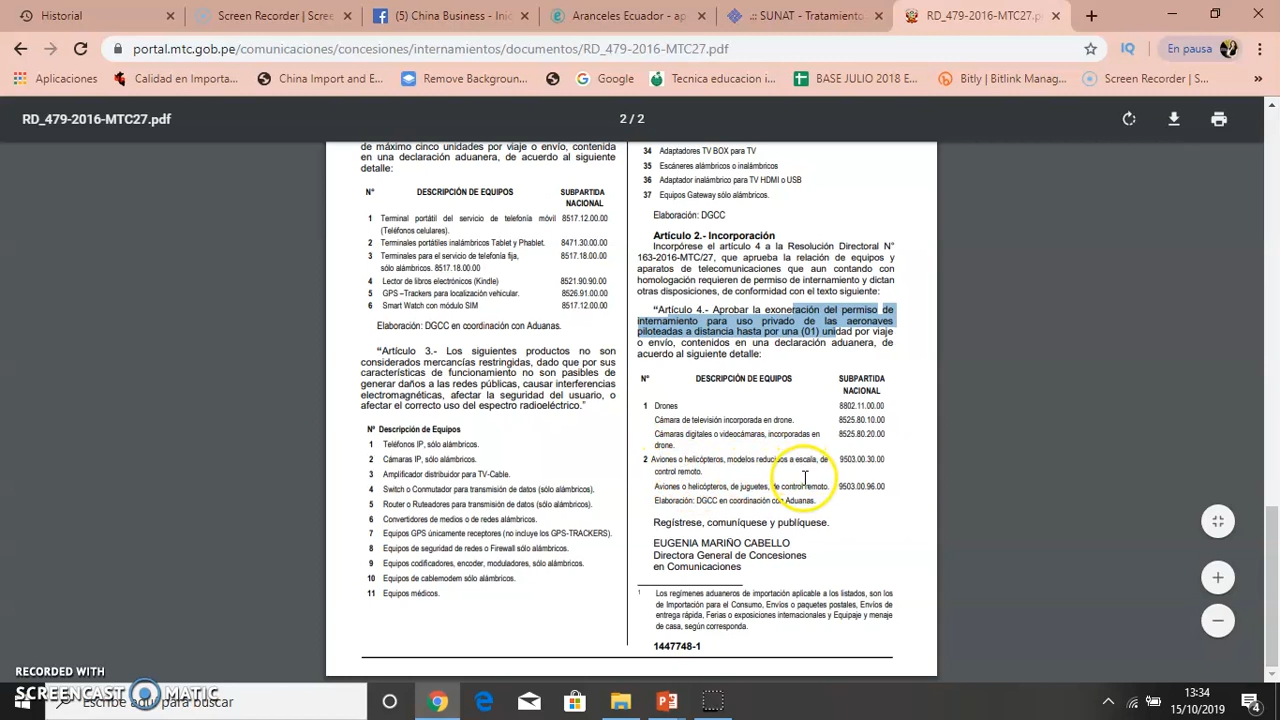 Historial
Screen Recorder | Scree
(5) China Business - Inic
Aranceles Ecuador - ap
.:: SUNAT - Tratamiento
RD_479-2016-MTC27.pdf
portal.mtc.gob.pe/comunicaciones/concesiones/internamientos/documentos/RD_479-2016-MTC27.pdf
IQ
En pausa
Aplicaciones
Calidad en Importa...
China Import and E...
Remove Background...
Google
Tecnica educacion i...
BASE JULIO 2018 E...
Bitly | Bitlink Manag...
Screen Recorder | S...
RD_479-2016-MTC27.pdf
2 / 2
de máximo cinco unidades por viaje o envío, contenida
en una declaración aduanera, de acuerdo al siguiente
detalle:
N° DESCRIPCIÓN DE EQUIPOS SUBPARTIDA
NACIONAL
1 Terminal portátil del servicio de telefonía móvil 8517.12.00.00
(Teléfonos celulares).
2 Terminales portátiles inalámbricos Tablet y Phablet. 8471.30.00.00
3 Terminales para el servicio de telefonía fija, 8517.18.00.00
sólo alámbricos. 8517.18.00.00
4 Lector de libros electrónicos (Kindle) 8521.90.90.00
5 GPS –Trackers para localización vehicular. 8526.91.00.00
6 Smart Watch con módulo SIM 8517.12.00.00
Elaboración: DGCC en coordinación con Aduanas.
“Artículo 3.- Los siguientes productos no son
considerados mercancías restringidas, dado que por sus
características de funcionamiento no son pasibles de
generar daños a las redes públicas, causar interferencias
electromagnéticas, afectar la seguridad del usuario, o
afectar el correcto uso del espectro radioeléctrico.”
Nº Descripción de Equipos
1 Teléfonos IP, sólo alámbricos.
2 Cámaras IP, sólo alámbricos.
3 Amplificador distribuidor para TV-Cable.
4 Switch o Conmutador para transmisión de datos (sólo alámbricos).
5 Router o Ruteadores para transmisión de datos (sólo alámbricos).
6 Convertidores de medios o de redes alámbricos.
7 Equipos GPS únicamente receptores (no incluye los GPS-TRACKERS).
8 Equipos de seguridad de redes o Firewall sólo alámbricos.
9 Equipos codificadores, encoder, moduladores, sólo alámbricos.
10 Equipos de cablemodem sólo alámbricos.
11 Equipos médicos.
34 Adaptadores TV BOX para TV
35 Escáneres alámbricos o inalámbricos
36 Adaptador inalámbrico para TV HDMI o USB
37 Equipos Gateway sólo alámbricos.
Elaboración: DGCC
Artículo 2.- Incorporación
Incorpórese el artículo 4 a la Resolución Directoral N°
163-2016-MTC/27, que aprueba la relación de equipos y
aparatos de telecomunicaciones que aun contando con
homologación requieren de permiso de internamiento y dictan
otras disposiciones, de conformidad con el texto siguiente:
“Artículo 4.- Aprobar la exoneración del permiso de
internamiento para uso privado de las aeronaves
piloteadas a distancia hasta por una (01) unidad por viaje
o envío, contenidos en una declaración aduanera, de
acuerdo al siguiente detalle:
N° DESCRIPCIÓN DE EQUIPOS SUBPARTIDA
NACIONAL
1 Drones 8802.11.00.00
Cámara de televisión incorporada en drone. 8525.80.10.00
Cámaras digitales o videocámaras, incorporadas en 8525.80.20.00
drone.
2 Aviones o helicópteros, modelos reducidos a escala, de 9503.00.30.00
control remoto.
Aviones o helicópteros, de juguetes, de control remoto. 9503.00.96.00
Elaboración: DGCC en coordinación con Aduanas.
Regístrese, comuníquese y publíquese.
EUGENIA MARIÑO CABELLO
Directora General de Concesiones
en Comunicaciones
1 Los regímenes aduaneros de importación aplicable a los listados, son los
de Importación para el Consumo, Envíos o paquetes postales, Envíos de
entrega rápida, Ferias o exposiciones internacionales y Equipaje y menaje
de casa, según corresponda.
1447748-1
RECORDED WITH
SCREENCAST MATIC
Escribe aquí para buscar
13:34
15/10/2019
4